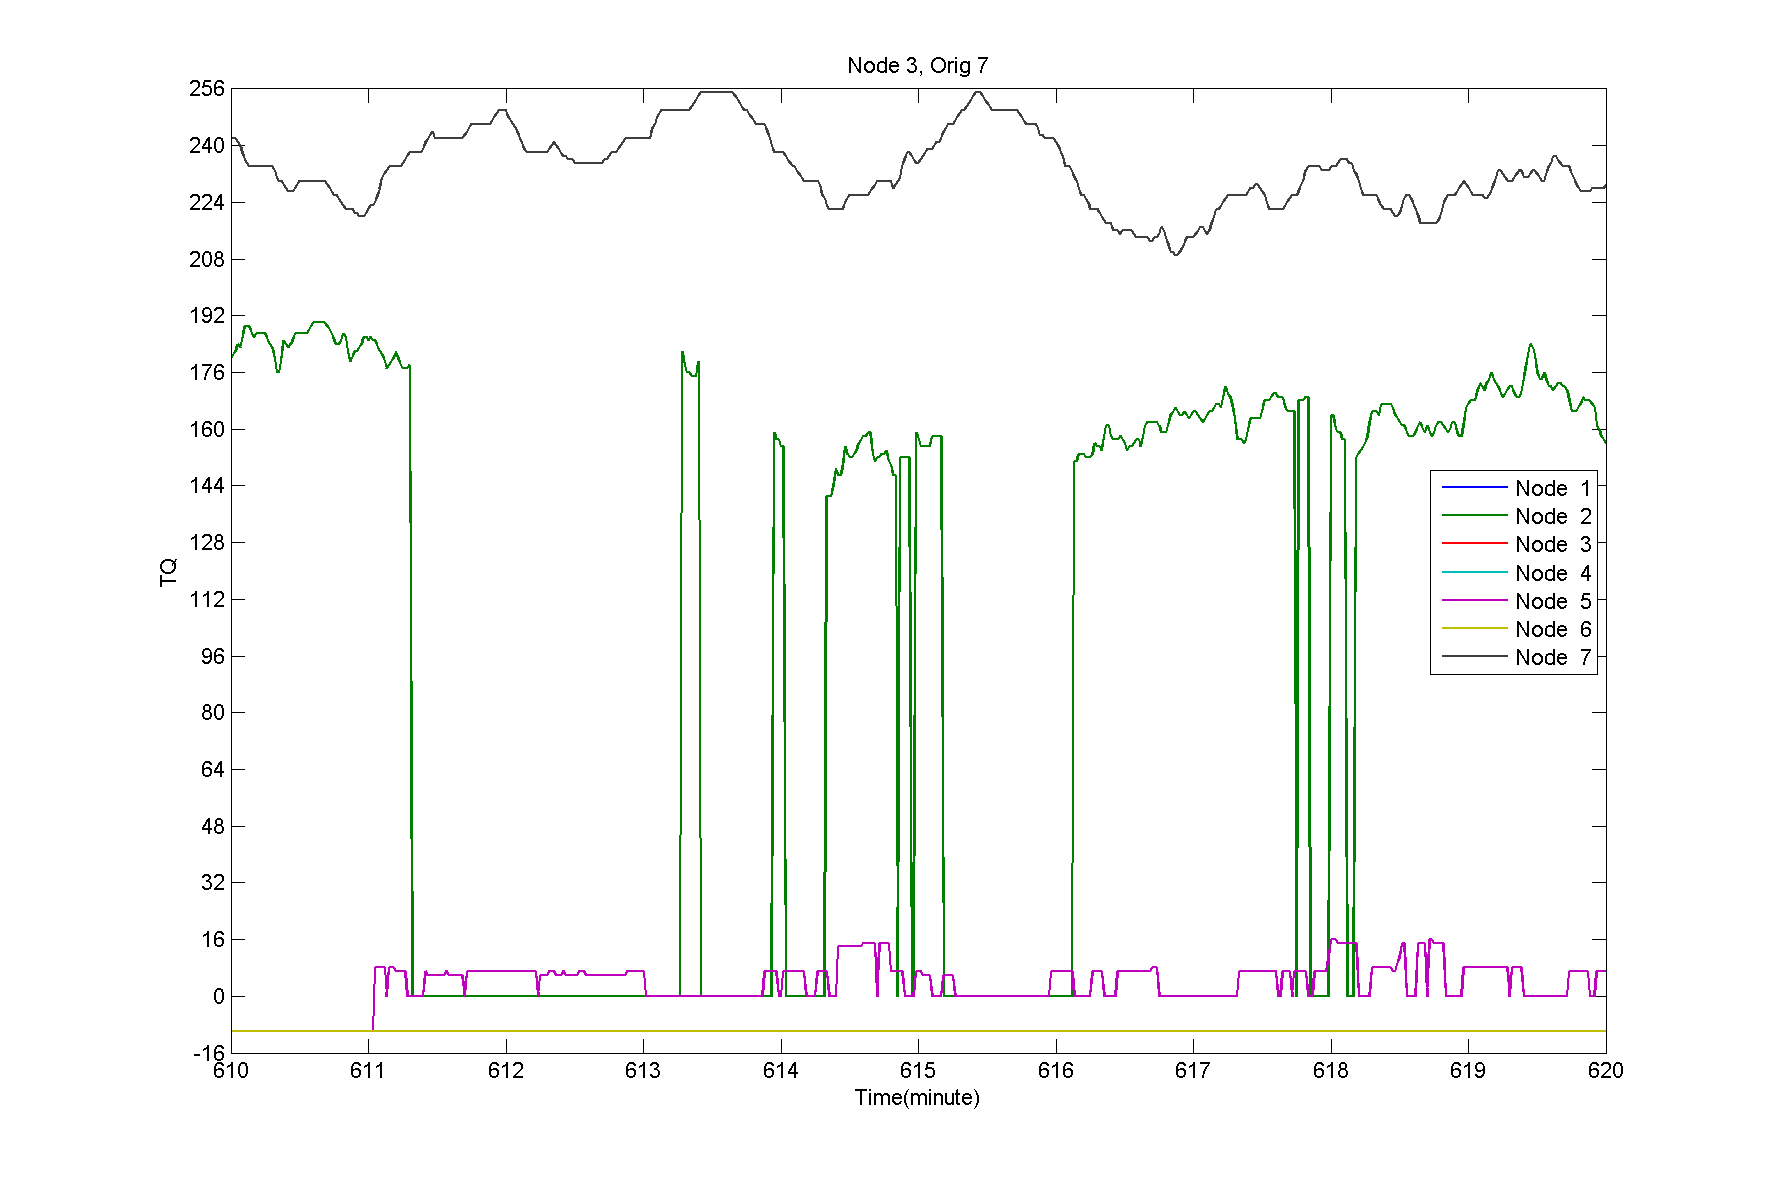 Node 3, Orig 7
256
240
224
208
192
176
160
144
128
112
96
80
64
48
32
16
0
-16
TQ
Node 1
Node 2
Node 3
Node 4
Node 5
Node 6
Node 7
610 611 612 613 614 615 616 617 618 619 620
Time(minute)